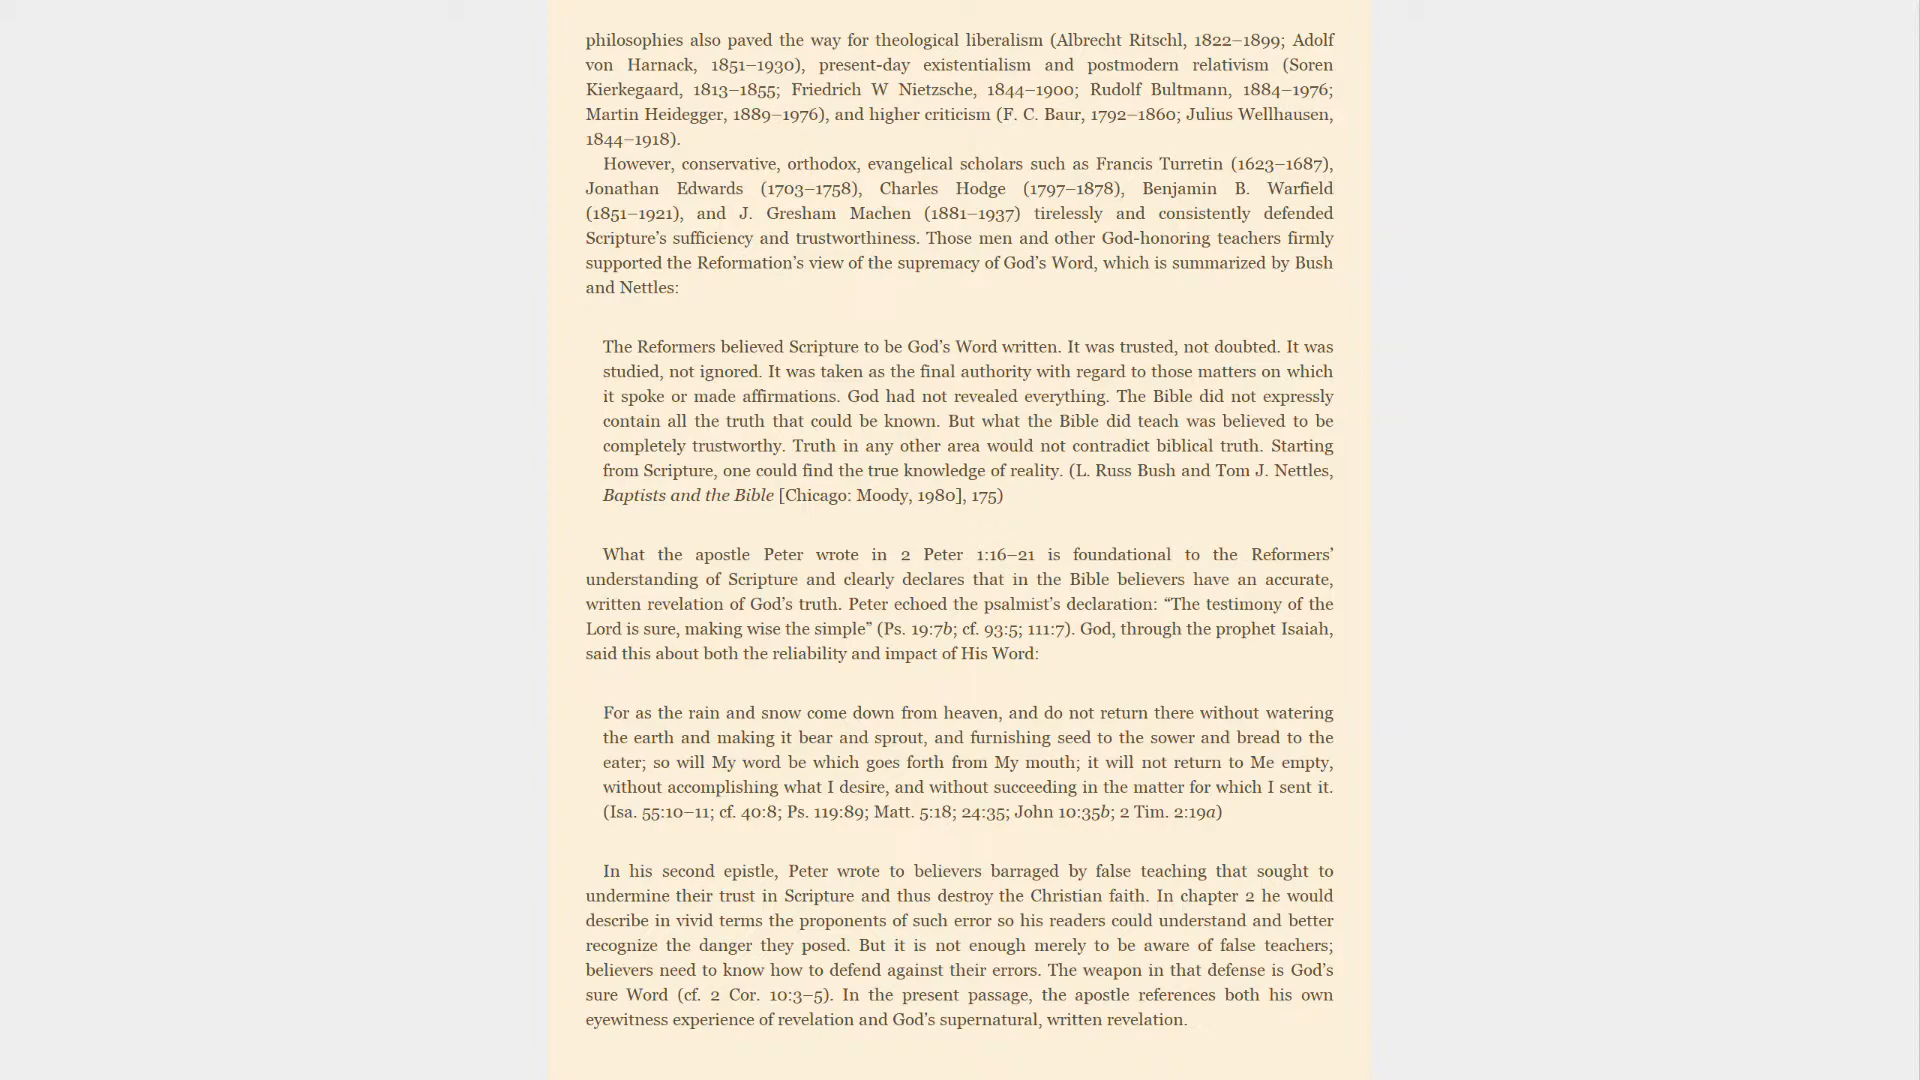 philosophies also paved the way for theological liberalism (Albrecht Ritschl, 1822–1899; Adolf
von Harnack, 1851–1930), present-day existentialism and postmodern relativism (Soren
Kierkegaard, 1813–1855; Friedrich W Nietzsche, 1844–1900; Rudolf Bultmann, 1884–1976;
Martin Heidegger, 1889–1976), and higher criticism (F. C. Baur, 1792–1860; Julius Wellhausen,
1844–1918).
However, conservative, orthodox, evangelical scholars such as Francis Turretin (1623–1687),
Jonathan Edwards (1703–1758), Charles Hodge (1797–1878), Benjamin B. Warfield
(1851–1921), and J. Gresham Machen (1881–1937) tirelessly and consistently defended
Scripture’s sufficiency and trustworthiness. Those men and other God-honoring teachers firmly
supported the Reformation’s view of the supremacy of God’s Word, which is summarized by Bush
and Nettles:
The Reformers believed Scripture to be God’s Word written. It was trusted, not doubted. It was
studied, not ignored. It was taken as the final authority with regard to those matters on which
it spoke or made affirmations. God had not revealed everything. The Bible did not expressly
contain all the truth that could be known. But what the Bible did teach was believed to be
completely trustworthy. Truth in any other area would not contradict biblical truth. Starting
from Scripture, one could find the true knowledge of reality. (L. Russ Bush and Tom J. Nettles,
Baptists and the Bible [Chicago: Moody, 1980], 175)
What the apostle Peter wrote in 2 Peter 1:16–21 is foundational to the Reformers’
understanding of Scripture and clearly declares that in the Bible believers have an accurate,
written revelation of God’s truth. Peter echoed the psalmist’s declaration: “The testimony of the
Lord is sure, making wise the simple” (Ps. 19:7b; cf. 93:5; 111:7). God, through the prophet Isaiah,
said this about both the reliability and impact of His Word:
For as the rain and snow come down from heaven, and do not return there without watering
the earth and making it bear and sprout, and furnishing seed to the sower and bread to the
eater; so will My word be which goes forth from My mouth; it will not return to Me empty,
without accomplishing what I desire, and without succeeding in the matter for which I sent it.
(Isa. 55:10–11; cf. 40:8; Ps. 119:89; Matt. 5:18; 24:35; John 10:35b; 2 Tim. 2:19a)
In his second epistle, Peter wrote to believers barraged by false teaching that sought to
undermine their trust in Scripture and thus destroy the Christian faith. In chapter 2 he would
describe in vivid terms the proponents of such error so his readers could understand and better
recognize the danger they posed. But it is not enough merely to be aware of false teachers;
believers need to know how to defend against their errors. The weapon in that defense is God’s
sure Word (cf. 2 Cor. 10:3–5). In the present passage, the apostle references both his own
eyewitness experience of revelation and God’s supernatural, written revelation.